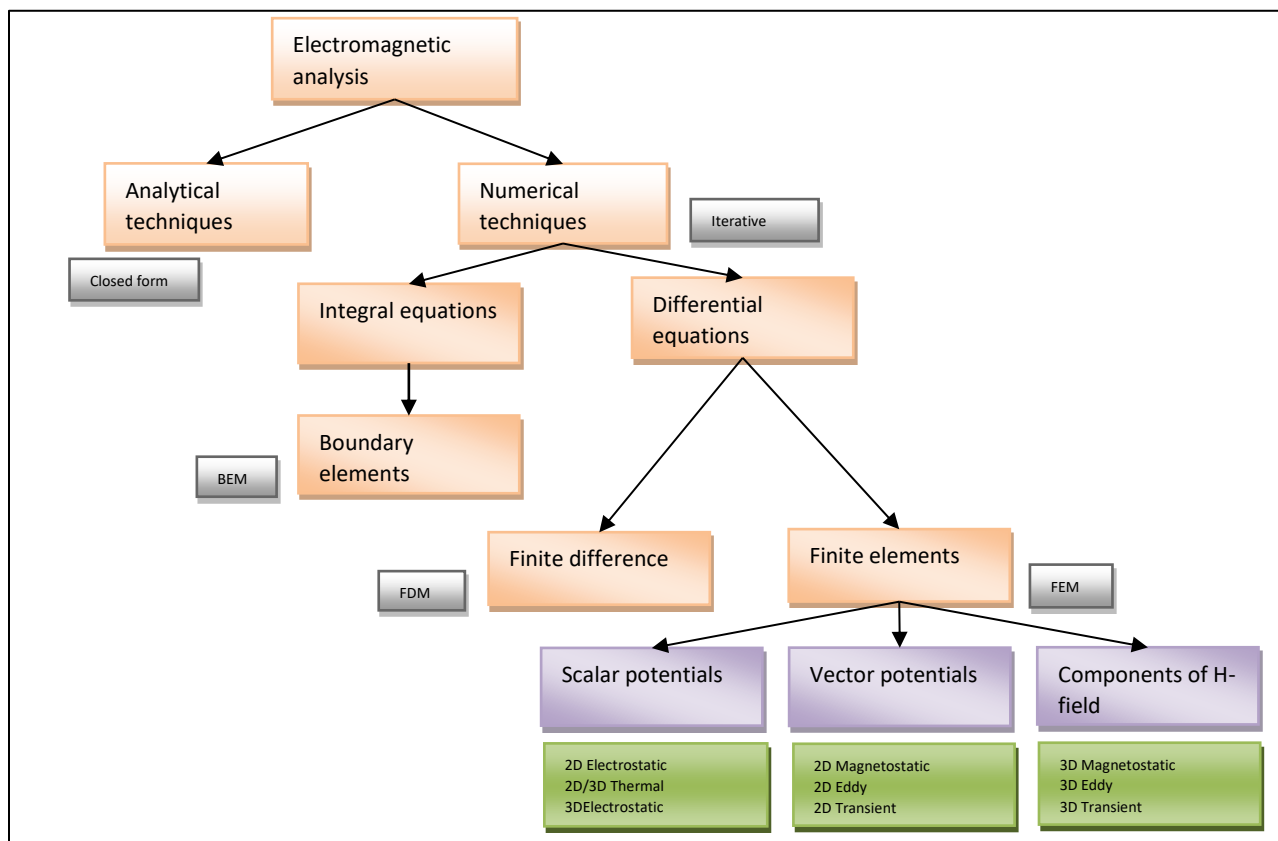 Electromagnetic
analysis
Analytical
techniques
Numerical
techniques
Iterative
Closed form
Integral equations
Differential
equations
Boundary
elements
BEM
Finite difference
FDM
Finite elements
FEM
Scalar potentials
Vector potentials
Components of H-
field
2D Electrostatic
2D/3D Thermal
3DElectrostatic
2D Magnetostatic
2D Eddy
2D Transient
3D Magnetostatic
3D Eddy
3D Transient